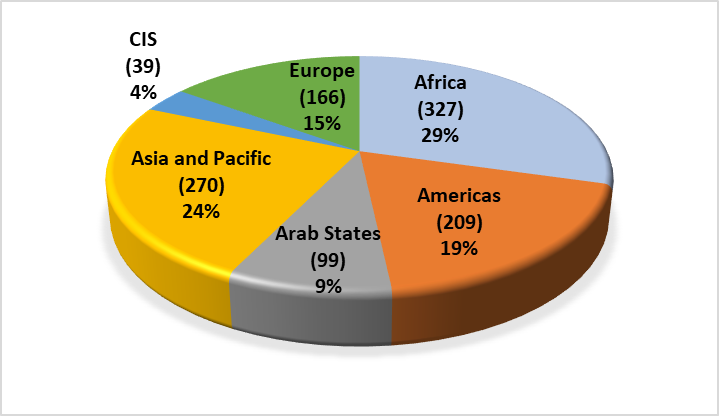 CIS
(39)
4%
Europe
(166)
15%
Africa
(327)
29%
Asia and Pacific
(270)
24%
Americas
(209)
19%
Arab States
(99)
9%